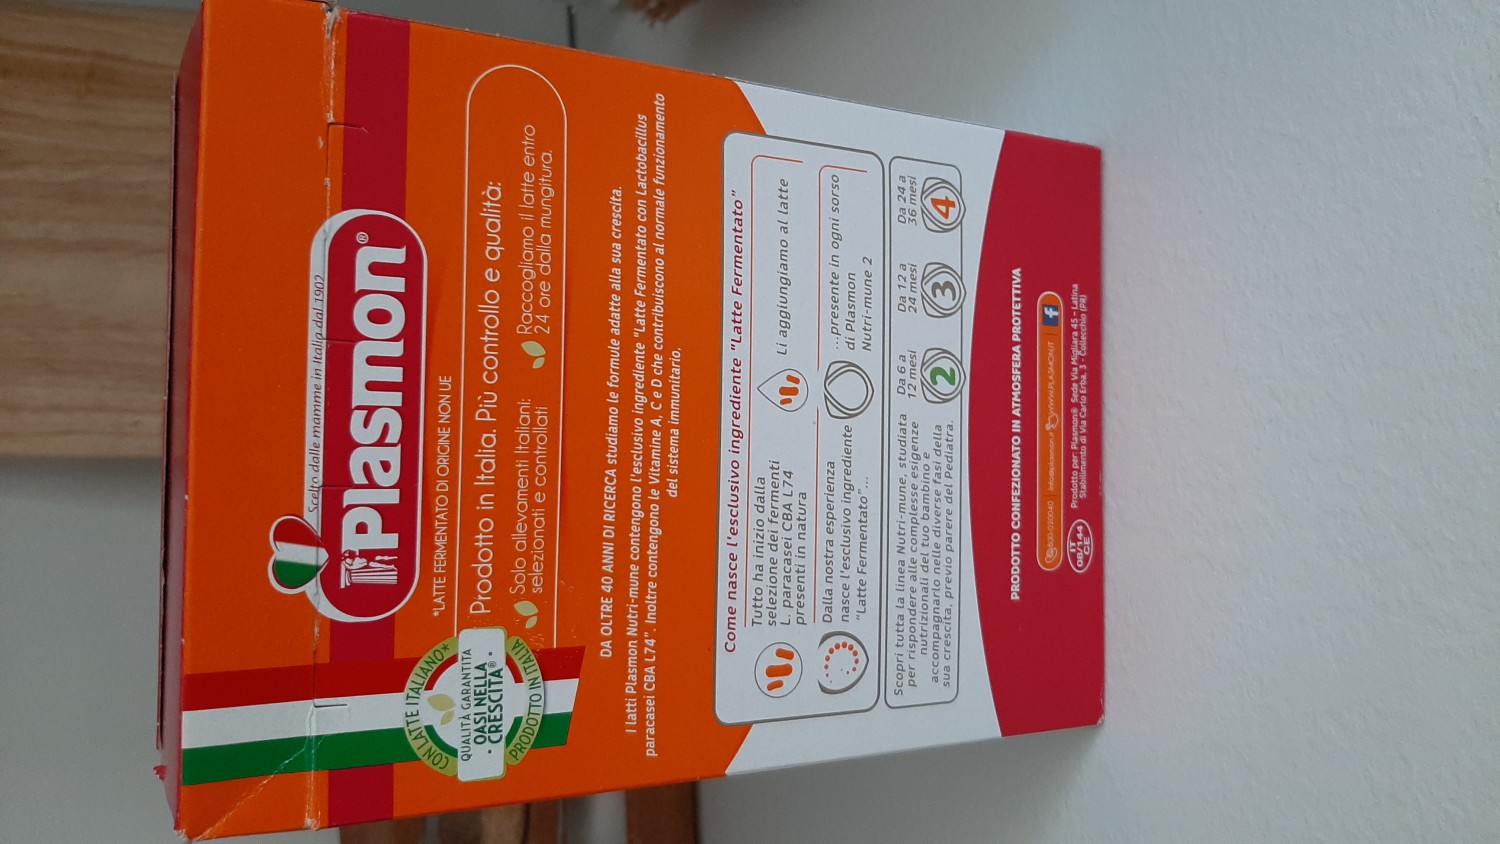 Scelto dalle mamme in Italia dal 1902
Plasmon®
*LATTE FERMENTATO DI ORIGINE NON UE
CON LATTE ITALIANO*
QUALITÀ GARANTITA
• OASI NELLA •
CRESCITA®
PRODOTTO IN ITALIA
Prodotto in Italia. Più controllo e qualità:
Solo allevamenti Italiani:
selezionati e controllati
Raccogliamo il latte entro
24 ore dalla mungitura.
DA OLTRE 40 ANNI DI RICERCA studiamo le formule adatte alla sua crescita.
I latti Plasmon Nutri-mune contengono l'esclusivo ingrediente "Latte Fermentato con Lactobacillus
paracasei CBA L74". Inoltre contengono le Vitamine A, C e D che contribuiscono al normale funzionamento
del sistema immunitario.
Come nasce l'esclusivo ingrediente "Latte Fermentato"
Tutto ha inizio dalla
selezione dei fermenti
L. paracasei CBA L74
presenti in natura
Li aggiungiamo al latte
Dalla nostra esperienza
nasce l'esclusivo ingrediente
"Latte Fermentato"...
...presente in ogni sorso
di Plasmon
Nutri-mune 2
Scopri tutta la linea Nutri-mune, studiata
per rispondere alle complesse esigenze
nutrizionali del tuo bambino e
accompagnarlo nelle diverse fasi della
sua crescita, previo parere del Pediatra.
Da 6 a
12 mesi
2
Da 12 a
24 mesi
3
Da 24 a
36 mesi
4
PRODOTTO CONFEZIONATO IN ATMOSFERA PROTETTIVA
WWW.PLASMON.IT
f
IT
08/144
CE
Prodotto per: Plasmon® Sede Via Migliara 45 - Latina
Stabilimento di Via Carlo Erba, 3 - Collecchio (PR)